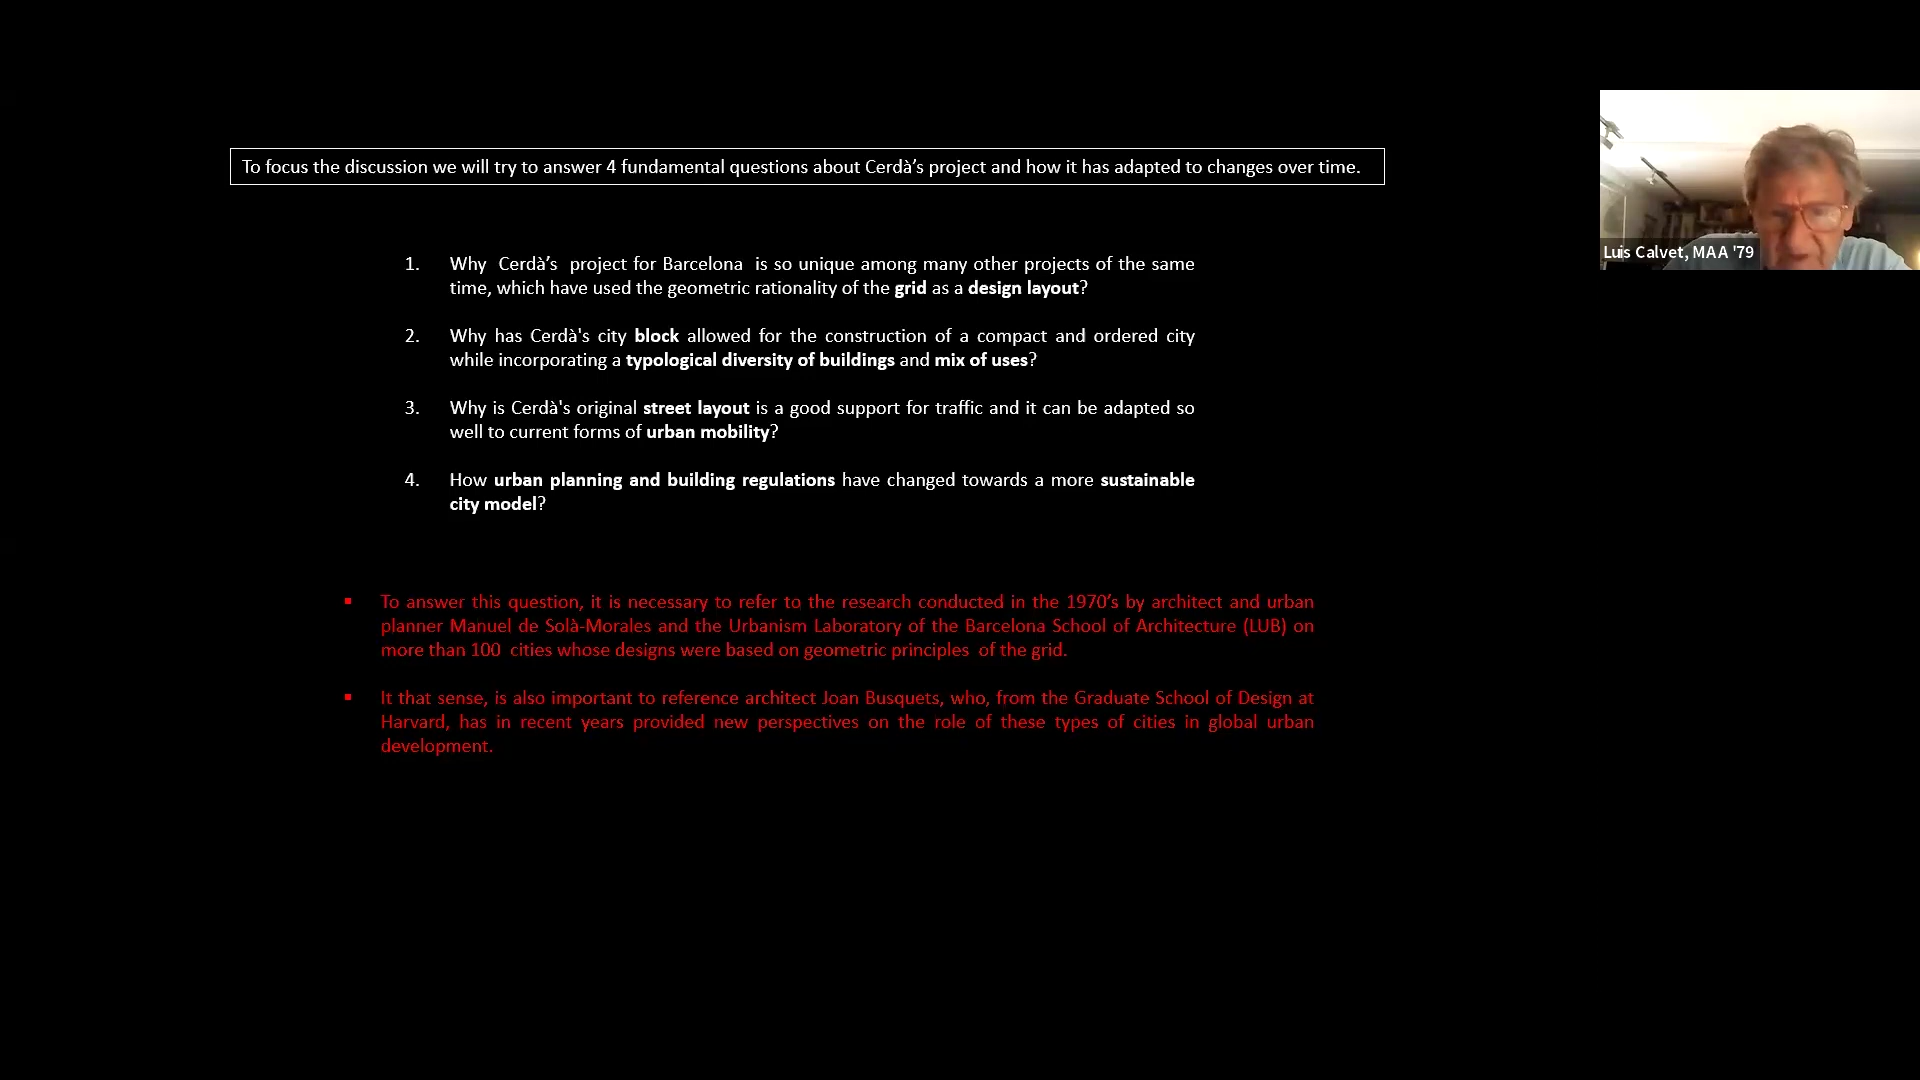 To focus the discussion we will try to answer 4 fundamental questions about Cerdà’s project and how it has adapted to changes over time.
Luis Calvet, MAA '79
1. Why Cerdà’s project for Barcelona is so unique among many other projects of the same
time, which have used the geometric rationality of the grid as a design layout?
2. Why has Cerdà's city block allowed for the construction of a compact and ordered city
while incorporating a typological diversity of buildings and mix of uses?
3. Why is Cerdà's original street layout is a good support for traffic and it can be adapted so
well to current forms of urban mobility?
4. How urban planning and building regulations have changed towards a more sustainable
city model?
▪ To answer this question, it is necessary to refer to the research conducted in the 1970’s by architect and urban
planner Manuel de Solà-Morales and the Urbanism Laboratory of the Barcelona School of Architecture (LUB) on
more than 100 cities whose designs were based on geometric principles of the grid.
▪ It that sense, is also important to reference architect Joan Busquets, who, from the Graduate School of Design at
Harvard, has in recent years provided new perspectives on the role of these types of cities in global urban
development.